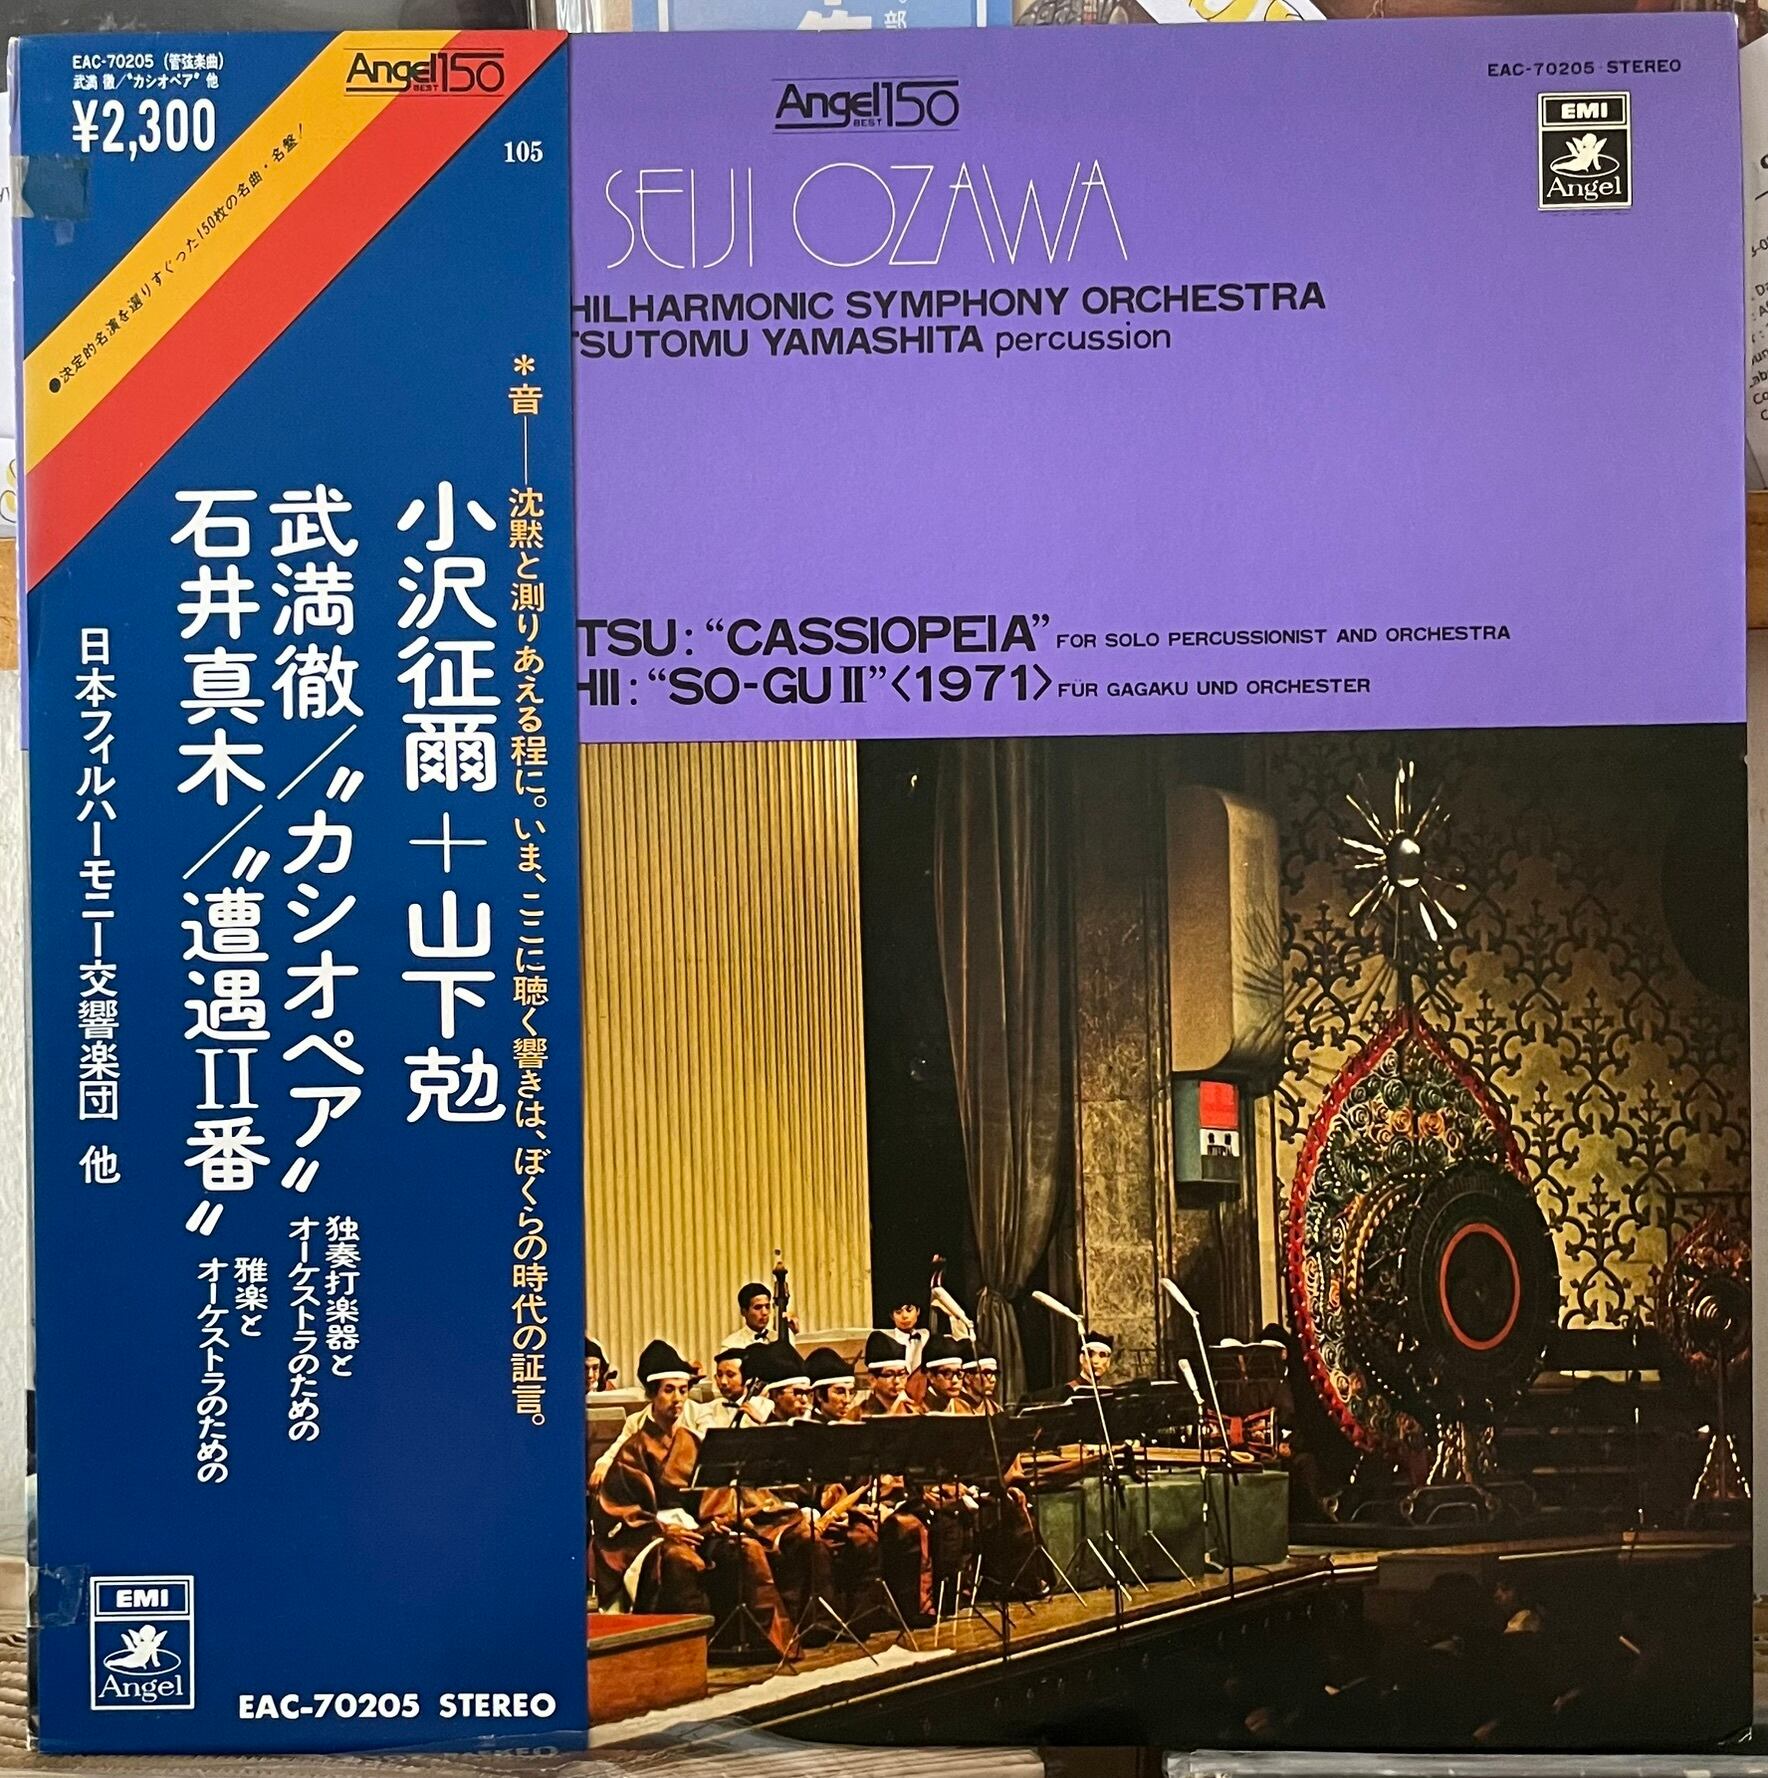 EAC-70205（管弦楽曲）
武満 徹／〝カシオペア〟他
¥2,300
Angel BEST 150
105
●決定的名演を選りすぐった150枚の名曲・名盤！
＊音――沈黙と測りあえる程に。いま、ここに聴く響きは、ぼくらの時代の証言。
小沢征爾＋山下勉
武満徹／〝カシオペア〟独奏打楽器と
オーケストラのための
石井真木／〝遭遇II番〟雅楽と
オーケストラのための
日本フィルハーモニー交響楽団 他
EMI
Angel
EAC-70205 STEREO
EAC-70205 STEREO
Angel BEST 150
EMI
Angel
SEIJI OZAWA
HILHARMONIC SYMPHONY ORCHESTRA
TSUTOMU YAMASHITA percussion
TSU: “CASSIOPEIA” FOR SOLO PERCUSSIONIST AND ORCHESTRA
HII: “SO-GU II” <1971> FÜR GAGAKU UND ORCHESTER